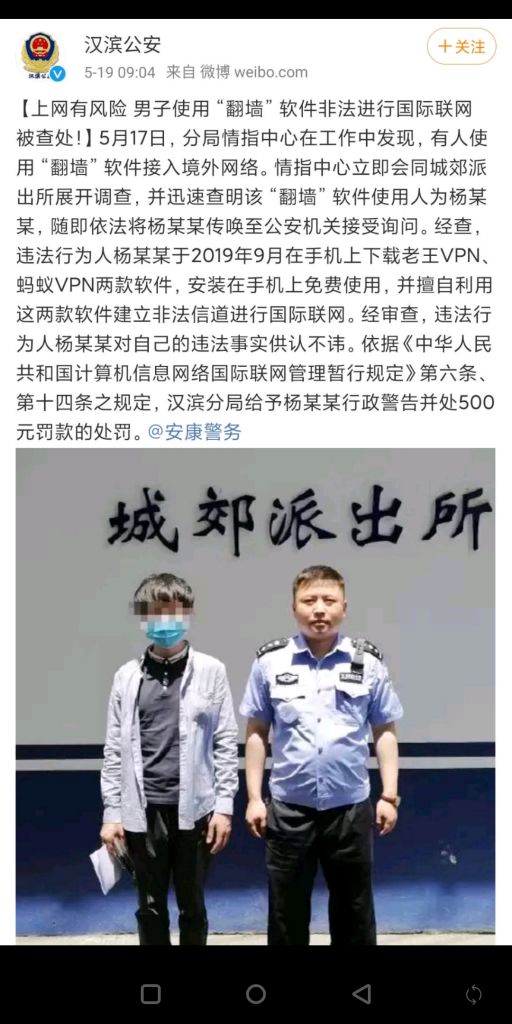 汉滨公安
+关注
5-19 09:04 来自 微博 weibo.com
【上网有风险 男子使用“翻墙”软件非法进行国际联网
被查处!】5月17日，分局情指中心在工作中发现，有人使
用“翻墙”软件接入境外网络。情指中心立即会同城郊派
出所展开调查，并迅速查明该“翻墙”软件使用人为杨某
某，随即依法将杨某某传唤至公安机关接受询问。经查，
违法行为人杨某某于2019年9月在手机上下载老王VPN、
蚂蚁VPN两款软件，安装在手机上免费使用，并擅自利用
这两款软件建立非法信道进行国际联网。经审查，违法行
为人杨某某对自己的违法事实供认不讳。依据《中华人民
共和国计算机信息网络国际联网管理暂行规定》第六条、
第十四条之规定，汉滨分局给予杨某某行政警告并处500
元罚款的处罚。@安康警务
城郊派出所